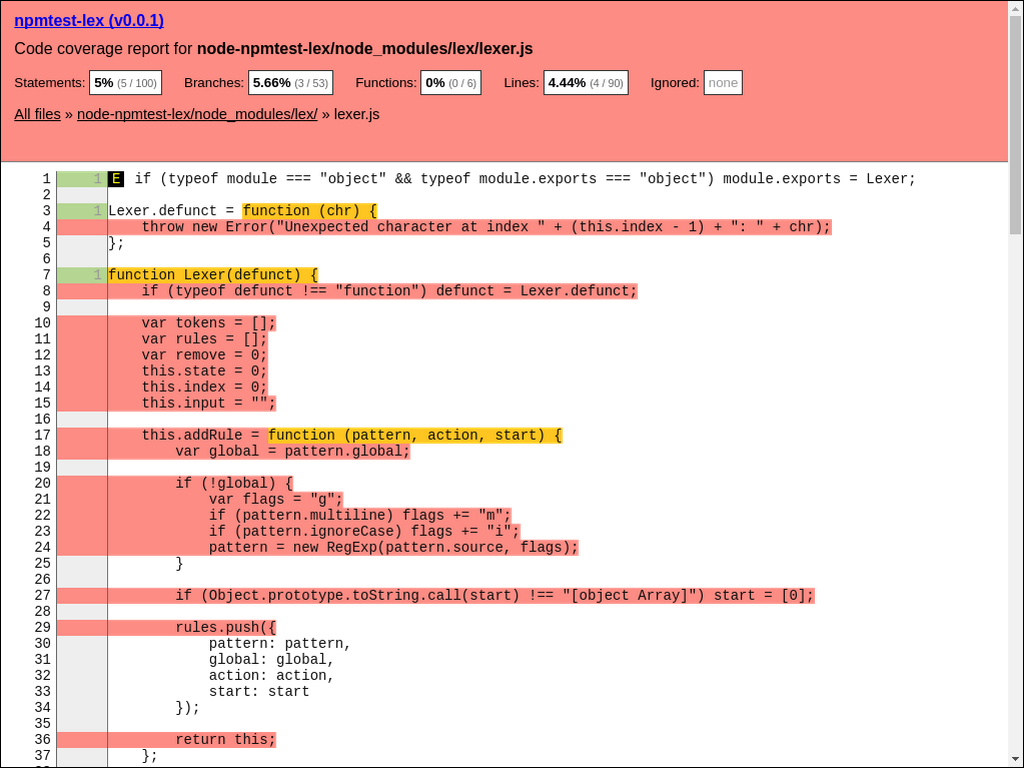 npmtest-lex (v0.0.1)
Code coverage report for node-npmtest-lex/node_modules/lex/lexer.js
Statements: 5% (5 / 100) Branches: 5.66% (3 / 53) Functions: 0% (0 / 6) Lines: 4.44% (4 / 90) Ignored: none
All files » node-npmtest-lex/node_modules/lex/ » lexer.js
1 1 E if (typeof module === "object" && typeof module.exports === "object") module.exports = Lexer;
2
3 1 Lexer.defunct = function (chr) {
4     throw new Error("Unexpected character at index " + (this.index - 1) + ": " + chr);
5 };
6
7 1 function Lexer(defunct) {
8     if (typeof defunct !== "function") defunct = Lexer.defunct;
9
10     var tokens = [];
11     var rules = [];
12     var remove = 0;
13     this.state = 0;
14     this.index = 0;
15     this.input = "";
16
17     this.addRule = function (pattern, action, start) {
18         var global = pattern.global;
19
20         if (!global) {
21             var flags = "g";
22             if (pattern.multiline) flags += "m";
23             if (pattern.ignoreCase) flags += "i";
24             pattern = new RegExp(pattern.source, flags);
25         }
26
27         if (Object.prototype.toString.call(start) !== "[object Array]") start = [0];
28
29         rules.push({
30             pattern: pattern,
31             global: global,
32             action: action,
33             start: start
34         });
35
36         return this;
37     };